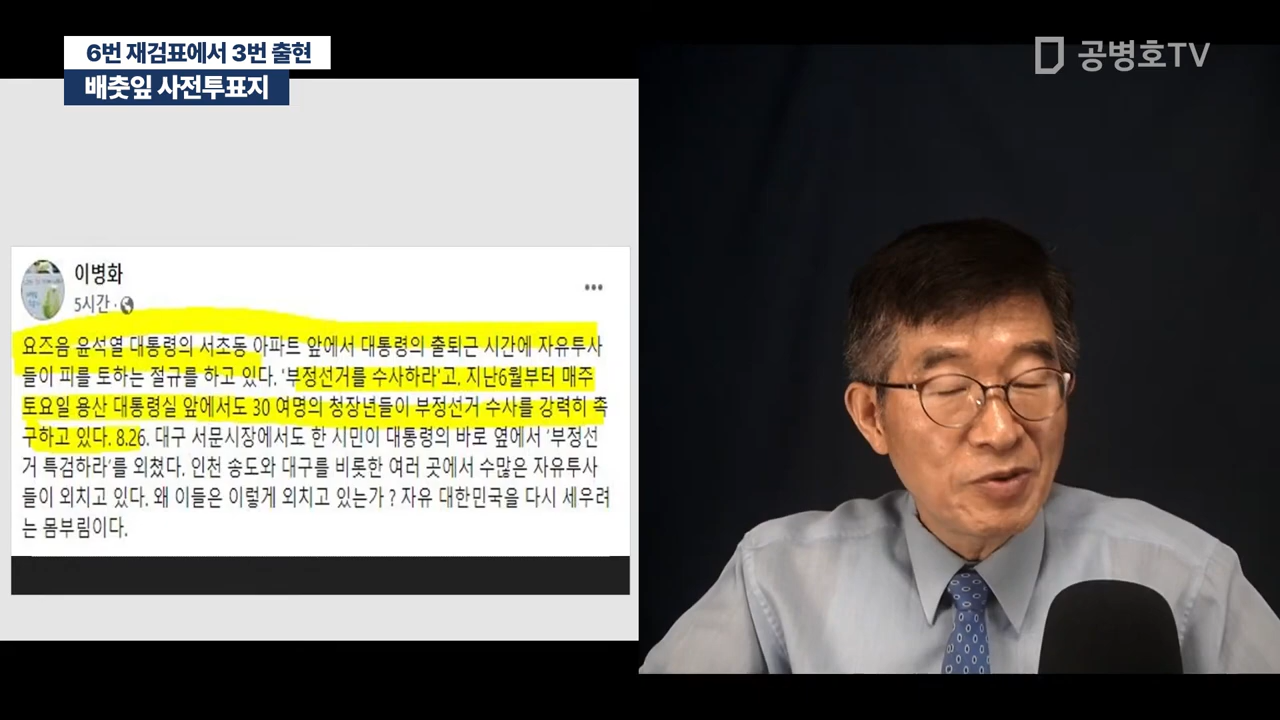 6번 재검표에서 3번 출현
배춧잎 사전투표지
공병호TV
이병화
5시간 ·
요즈음 윤석열 대통령의 서초동 아파트 앞에서 대통령의 출퇴근 시간에 자유투사
들이 피를 토하는 절규를 하고 있다. '부정선거를 수사하라'고. 지난6월부터 매주
토요일 용산 대통령실 앞에서도 30 여명의 청장년들이 부정선거 수사를 강력히 촉
구하고 있다. 8.26. 대구 서문시장에서도 한 시민이 대통령의 바로 옆에서 '부정선
거 특검하라'를 외쳤다. 인천 송도와 대구를 비롯한 여러 곳에서 수많은 자유투사
들이 외치고 있다. 왜 이들은 이렇게 외치고 있는가 ? 자유 대한민국을 다시 세우려
는 몸부림이다.